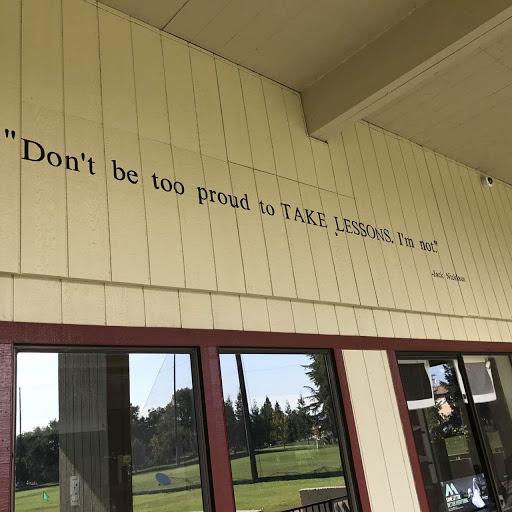 "Don't be too proud to TAKE LESSONS. I'm not."
-Jack Nicklaus